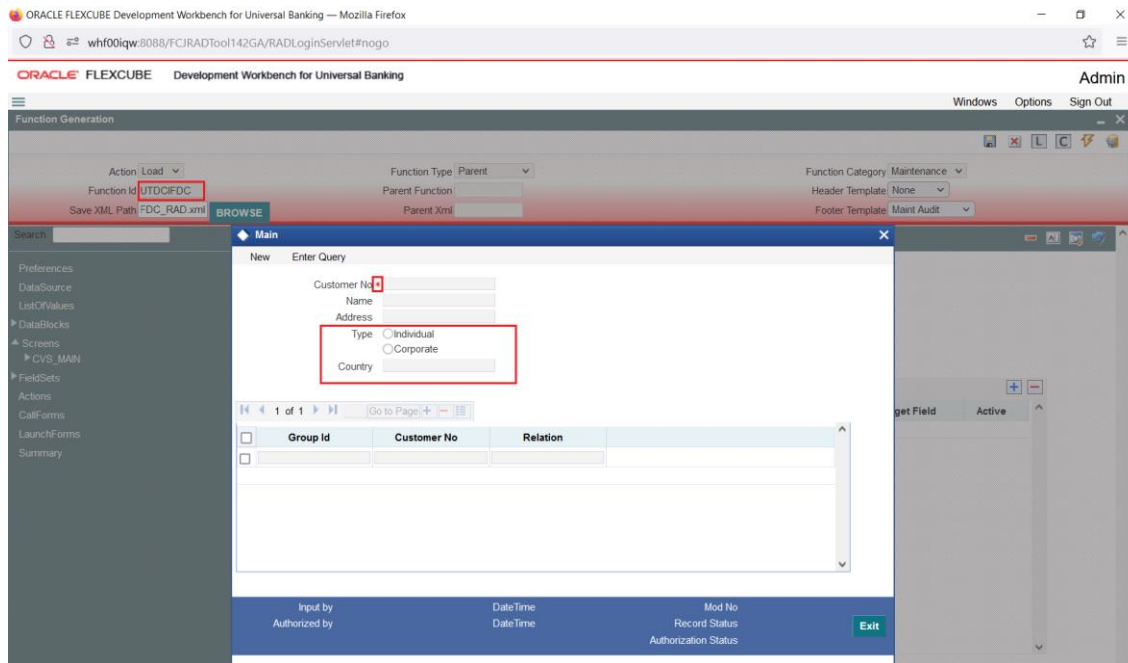 ORACLE FLEXCUBE Development Workbench for Universal Banking — Mozilla Firefox
whf00iqw:8088/FCJRADTool142GA/RADLoginServlet#nogo
ORACLE FLEXCUBE Development Workbench for Universal Banking Admin
Windows Options Sign Out
Function Generation
L C
Action Load Function Type Parent Function Category Maintenance
Function Id UTDCIFDC Parent Function Header Template None
Save XML Path FDC_RAD.xml BROWSE Parent Xml Footer Template Maint Audit
Search
Main
New Enter Query
Preferences
DataSource
ListOfValues
DataBlocks
Screens
CVS_MAIN
FieldSets
Actions
CallForms
LaunchForms
Summary
Customer No *
Name
Address
Type Individual
Corporate
Country
1 of 1 Go to Page
Group Id Customer No Relation
get Field Active
Input by DateTime Mod No
Authorized by DateTime Record Status
Authorization Status
Exit